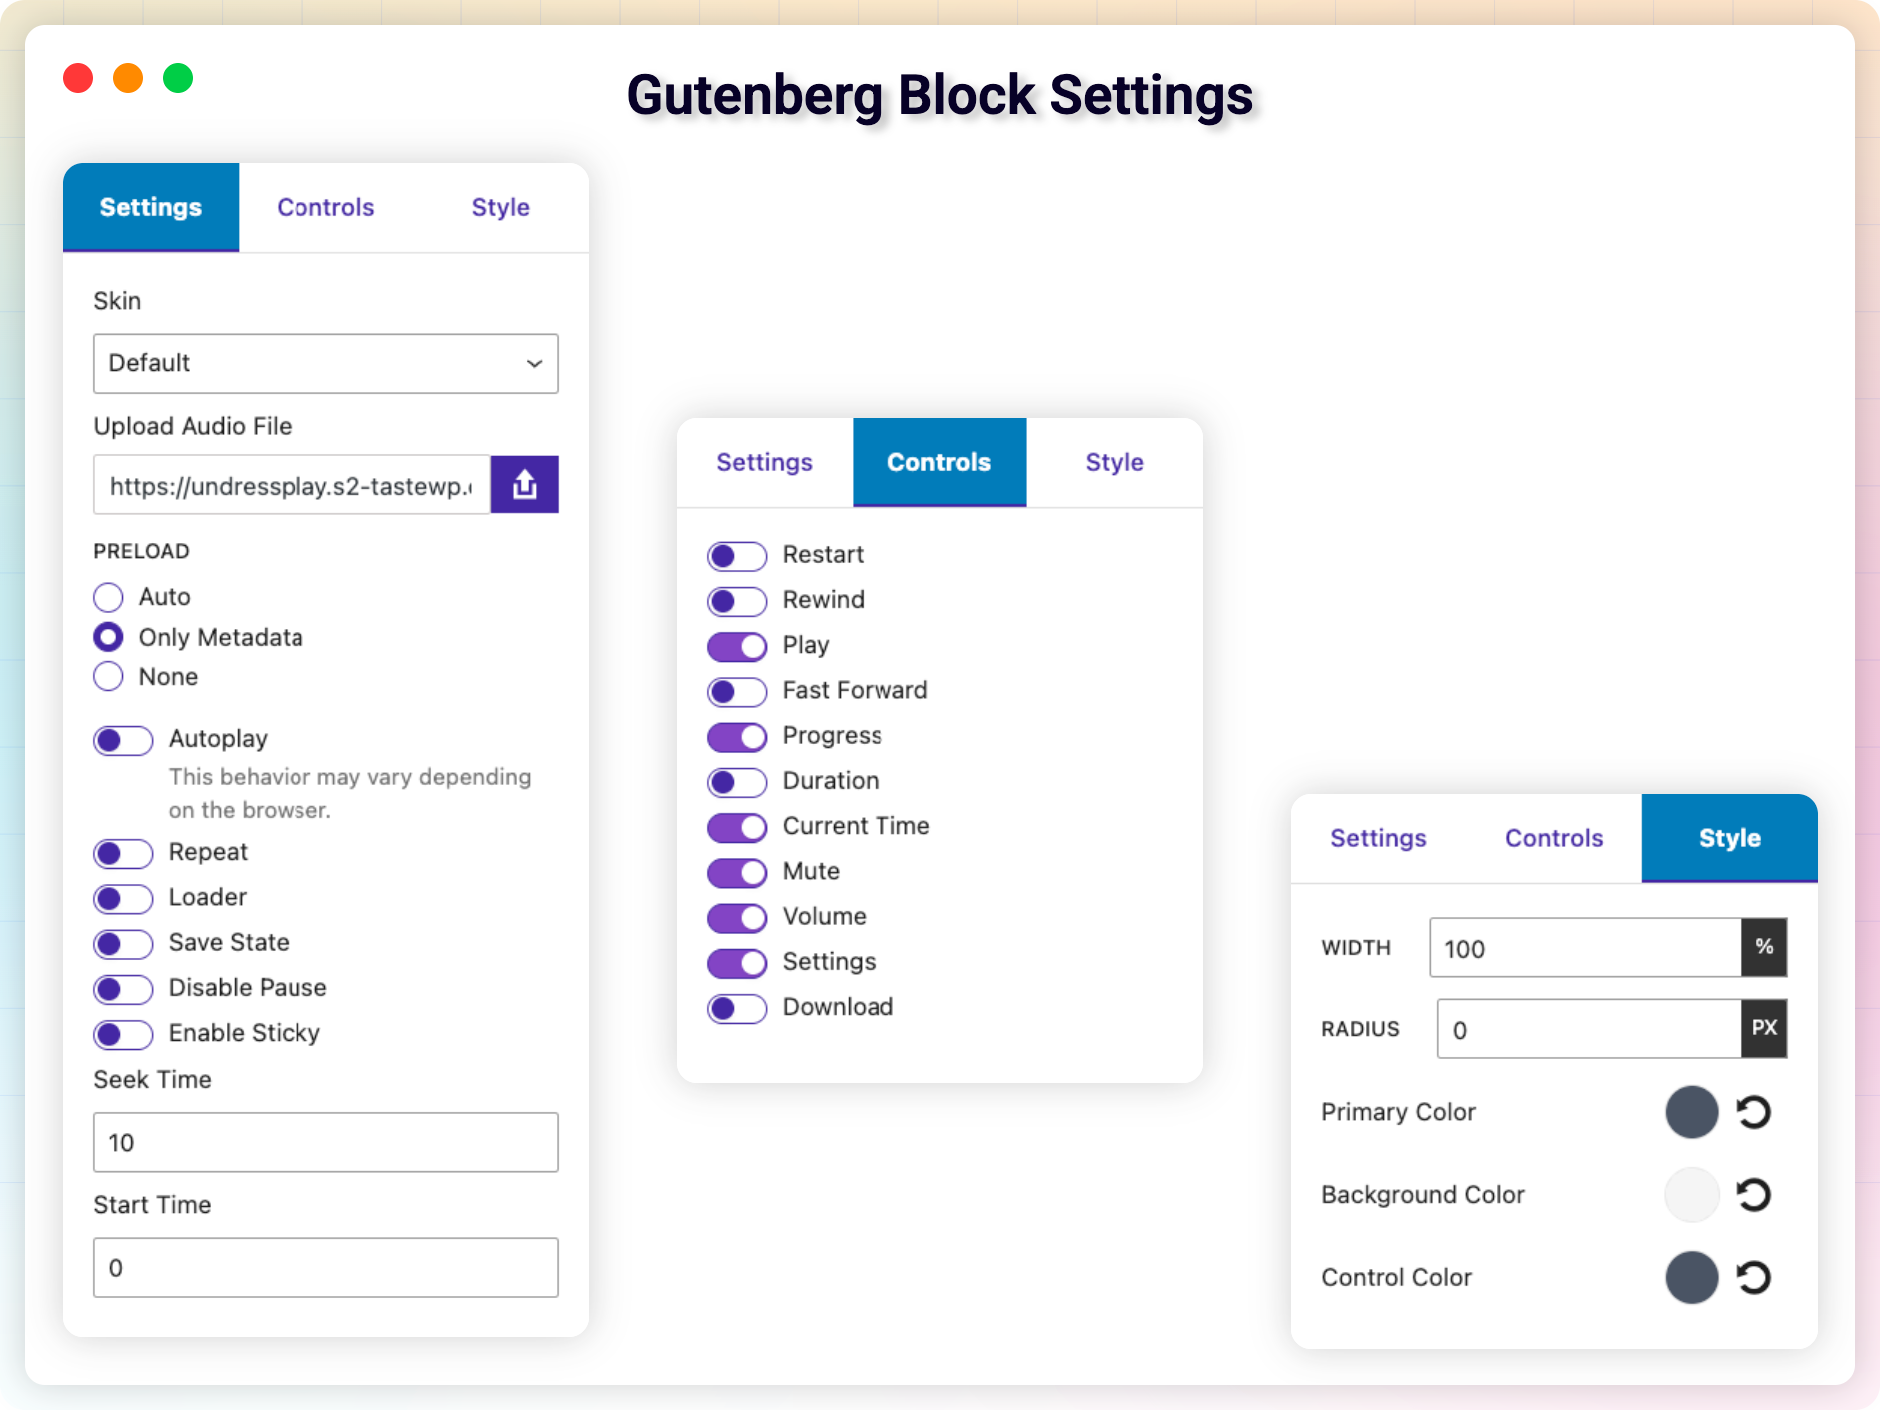 Gutenberg Block Settings
Settings Controls Style
Skin
Default
Upload Audio File
https://undressplay.s2-tastewp.
PRELOAD
Auto
Only Metadata
None
Autoplay
This behavior may vary depending
on the browser.
Repeat
Loader
Save State
Disable Pause
Enable Sticky
Seek Time
10
Start Time
0
Settings Controls Style
Restart
Rewind
Play
Fast Forward
Progress
Duration
Current Time
Mute
Volume
Settings
Download
Settings Controls Style
WIDTH 100 %
RADIUS 0 PX
Primary Color
Background Color
Control Color